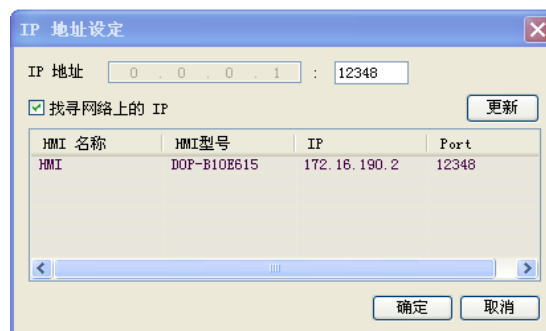 IP 地址设定
IP 地址 0 . 0 . 0 . 1 : 12348
找寻网络上的 IP 更新
HMI 名称 HMI型号 IP Port
HMI DOP-B10E615 172.16.190.2 12348
确定 取消